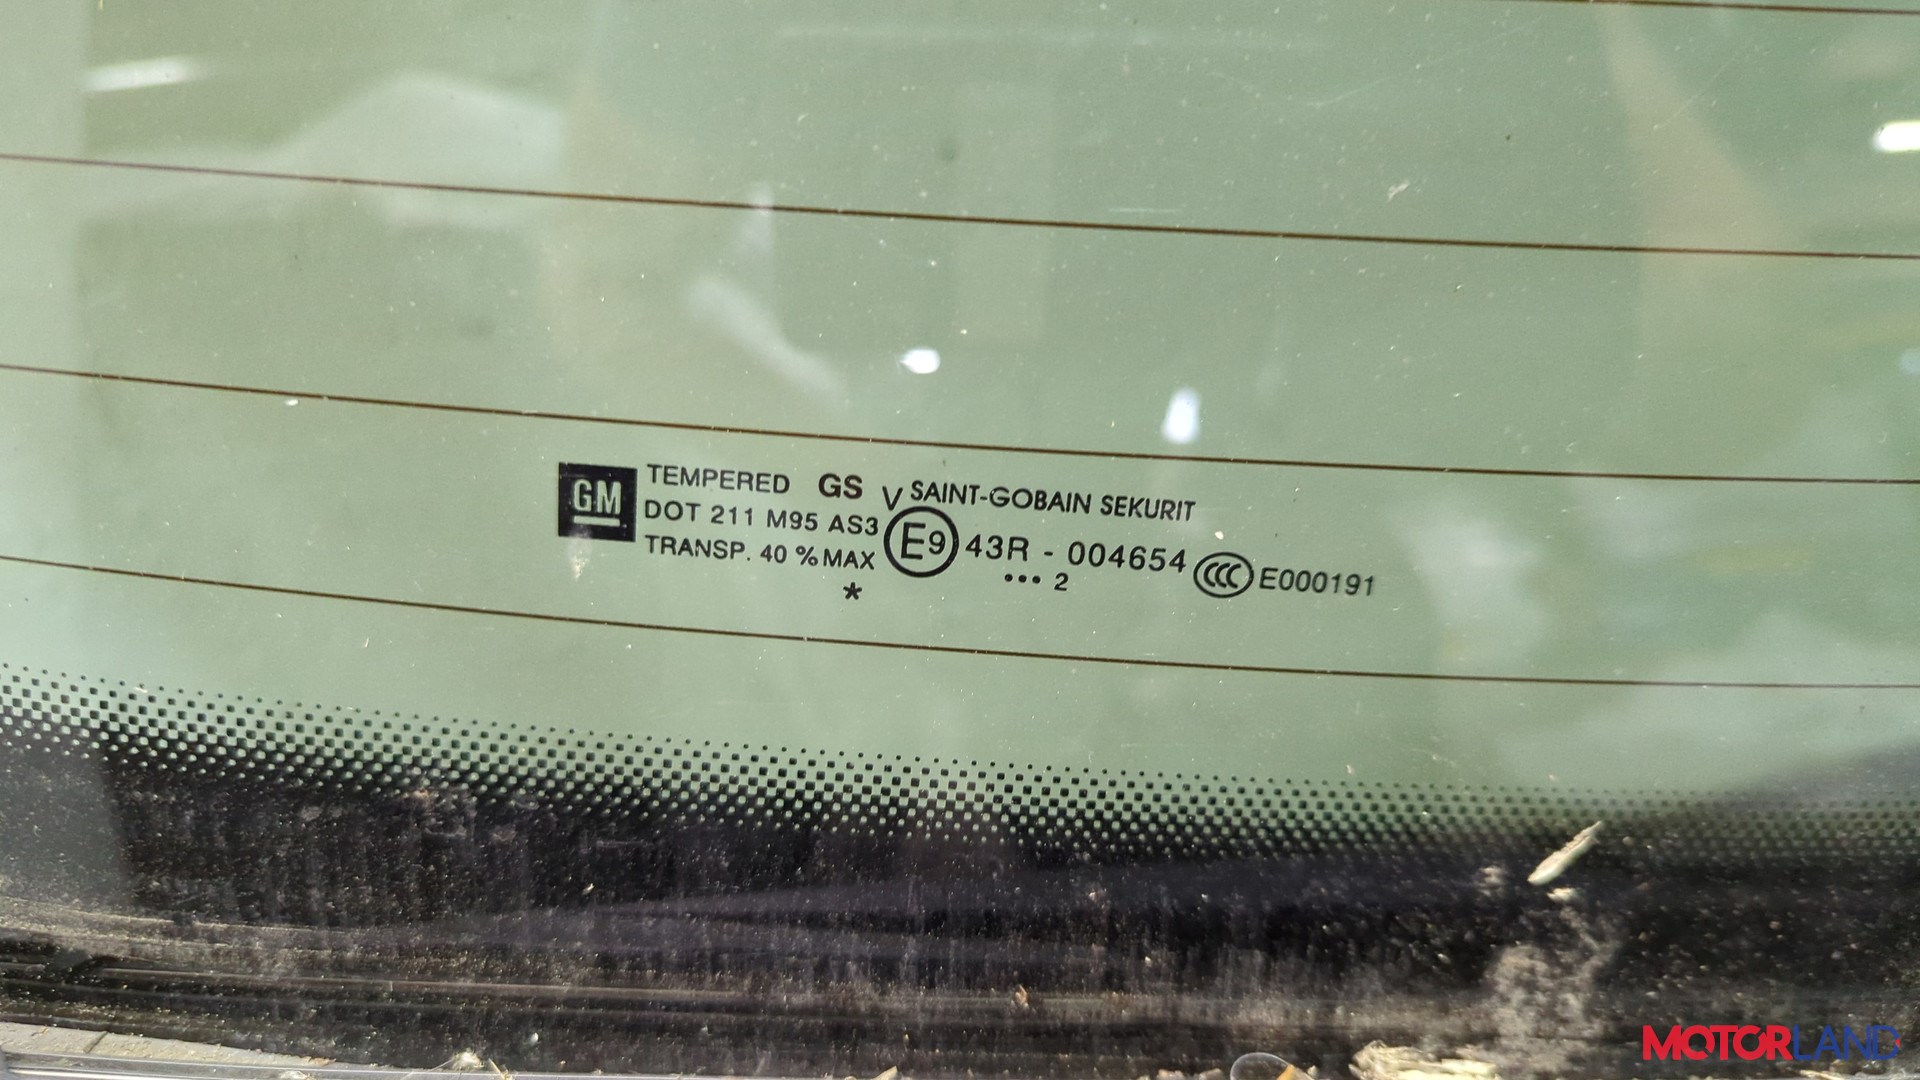 GM
TEMPERED GS
DOT 211 M95 AS3
TRANSP. 40 % MAX
*
V SAINT-GOBAIN SEKURIT
E9 43R - 004654
••• 2
CCC E000191
MOTORLAND